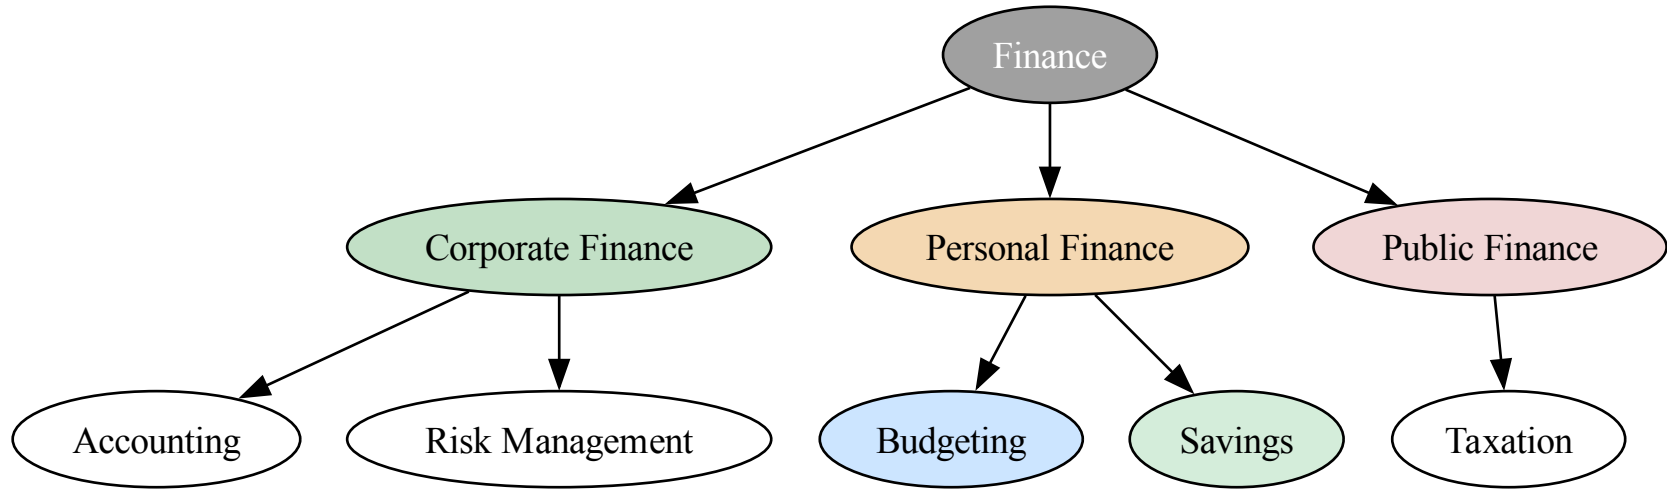 Finance
Corporate Finance
Personal Finance
Public Finance
Accounting
Risk Management
Budgeting
Savings
Taxation